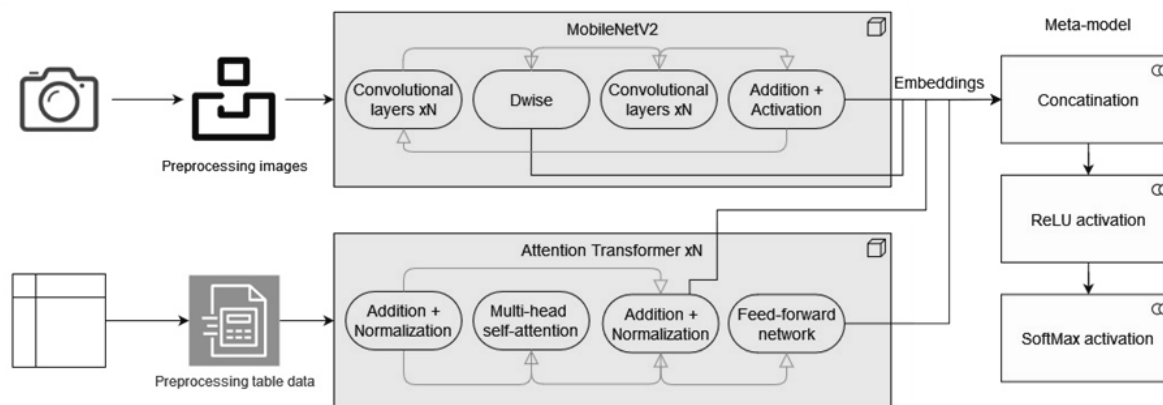 MobileNetV2
Meta-model
Convolutional
layers xN
Dwise
Convolutional
layers xN
Addition +
Activation
Embeddings
Concatination
Preprocessing images
ReLU activation
Attention Transformer xN
Addition +
Normalization
Multi-head
self-attention
Addition +
Normalization
Feed-forward
network
SoftMax activation
Preprocessing table data